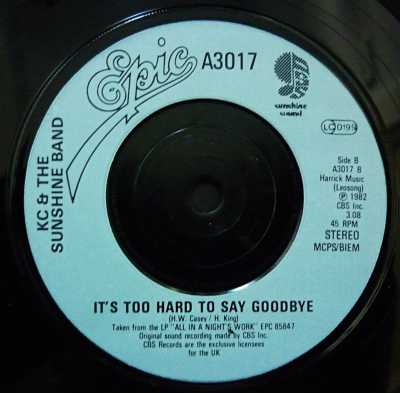 Epic
A3017
sunshine
sound
LC 0199
KC & THE
SUNSHINE BAND
Side B
A3017 B
Harrick Music
(Leosong)
℗ 1982
CBS Inc.
3.08
45 RPM
STEREO
MCPS/BIEM
IT'S TOO HARD TO SAY GOODBYE
(H.W. Casey / H. King)
Taken from the LP "ALL IN A NIGHT'S WORK" EPC 85847
Original sound recording made by CBS Inc.
CBS Records are the exclusive licensees
for the UK